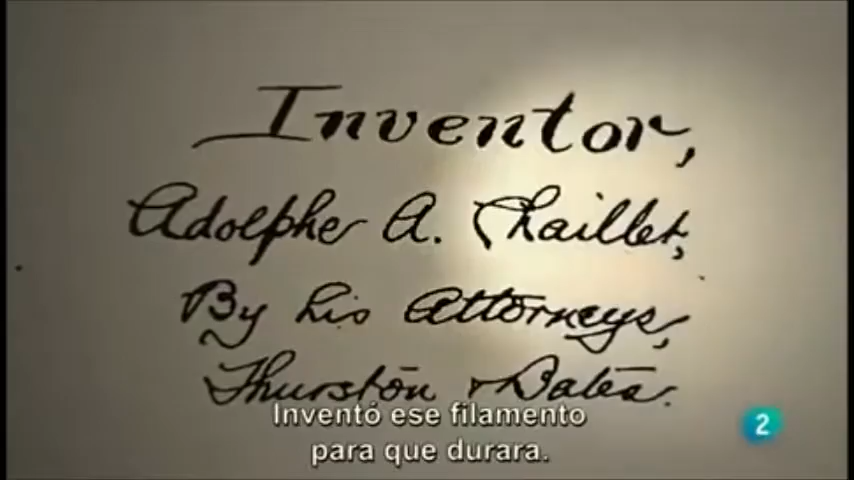 Inventor,
Adolphe A. Chaillet,
By his Attorneys,
Thurston & Bates.
Inventó ese filamento
para que durara.
2